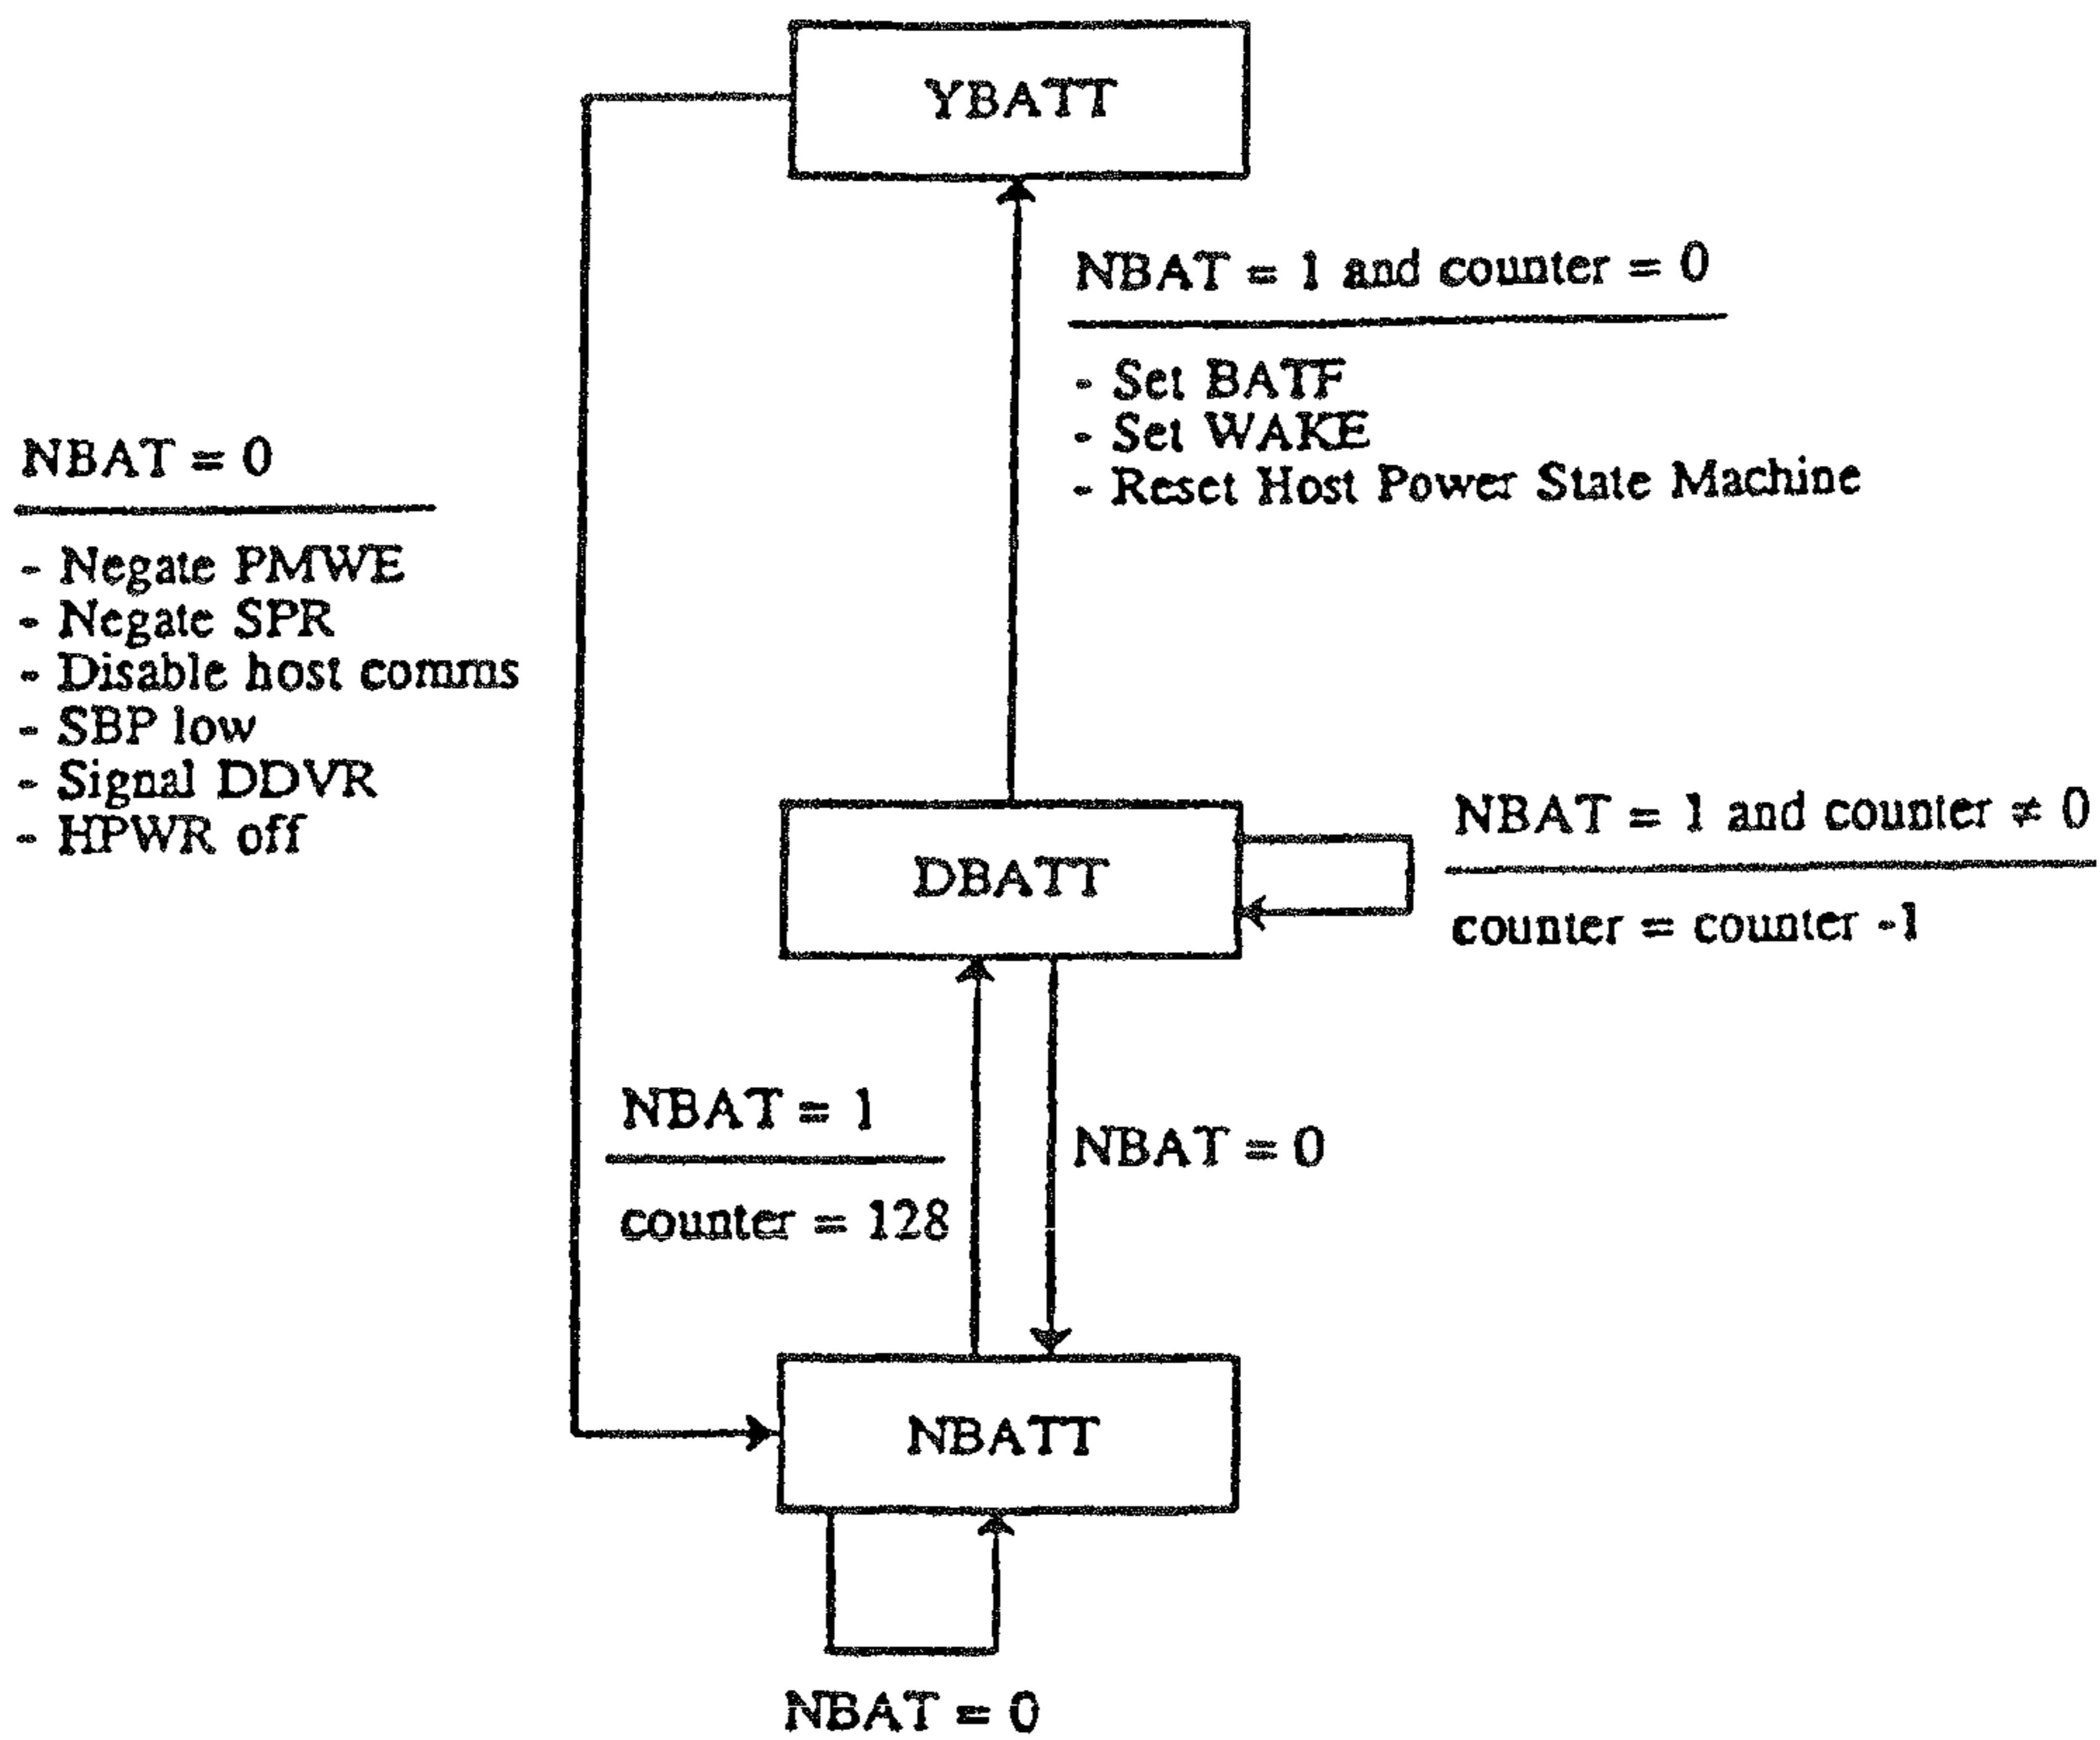 YBATT
NBAT = 1 and counter = 0
- Set BATF
- Set WAKE
- Reset Host Power State Machine
NBAT = 0
- Negate PMWE
- Negate SPR
- Disable host comms
- SBP low
- Signal DDVR
- HPWR off
DBATT
NBAT = 1 and counter ≠ 0
counter = counter -1
NBAT = 1
counter = 128
NBAT = 0
NBATT
NBAT = 0